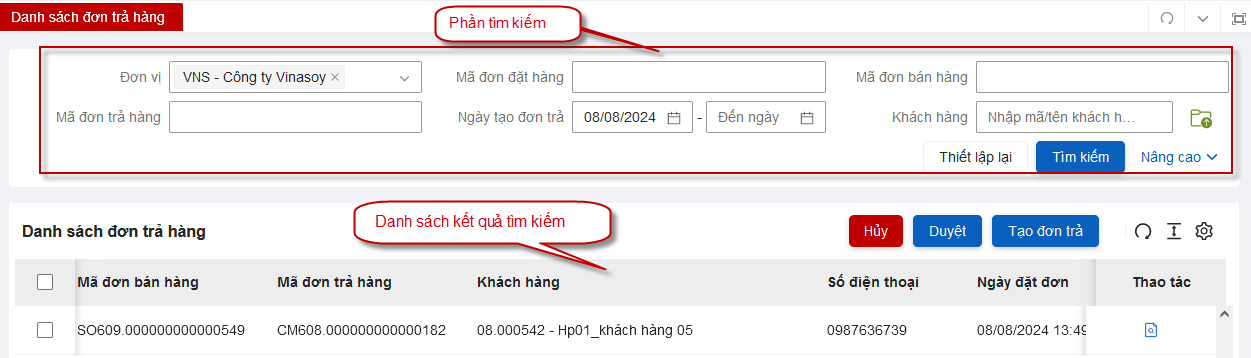 Danh sách đơn trả hàng
Phần tìm kiếm
Đơn vị VNS - Công ty Vinasoy Mã đơn đặt hàng Mã đơn bán hàng
Mã đơn trả hàng Ngày tạo đơn trả 08/08/2024 - Đến ngày Khách hàng Nhập mã/tên khách h...
Thiết lập lại Tìm kiếm Nâng cao
Danh sách kết quả tìm kiếm
Danh sách đơn trả hàng Hủy Duyệt Tạo đơn trả
Mã đơn bán hàng Mã đơn trả hàng Khách hàng Số điện thoại Ngày đặt đơn Thao tác
SO609.000000000000549 CM608.000000000000182 08.000542 - Hp01_khách hàng 05 0987636739 08/08/2024 13:49